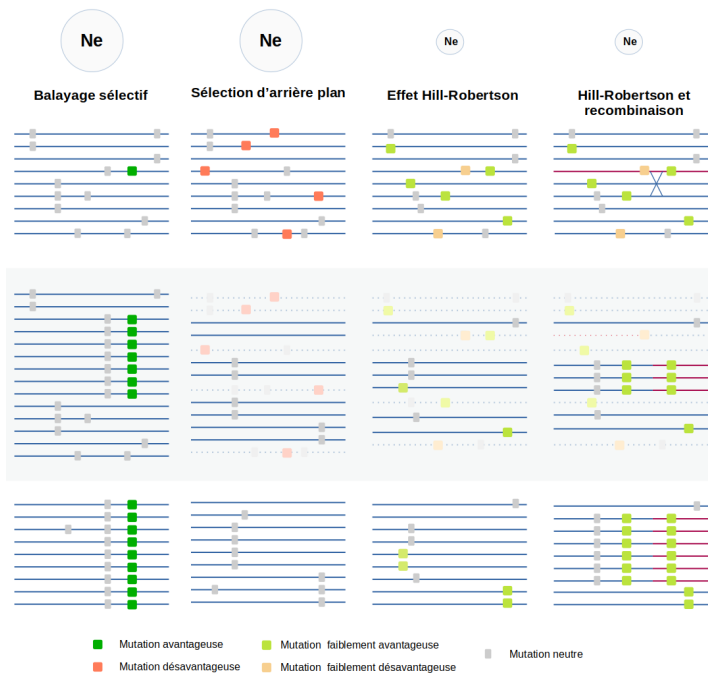 Ne
Ne
Ne
Ne
Balayage sélectif
Sélection d'arrière plan
Effet Hill-Robertson
Hill-Robertson et
recombinaison
Mutation avantageuse
Mutation faiblement avantageuse
Mutation neutre
Mutation désavantageuse
Mutation faiblement désavantageuse